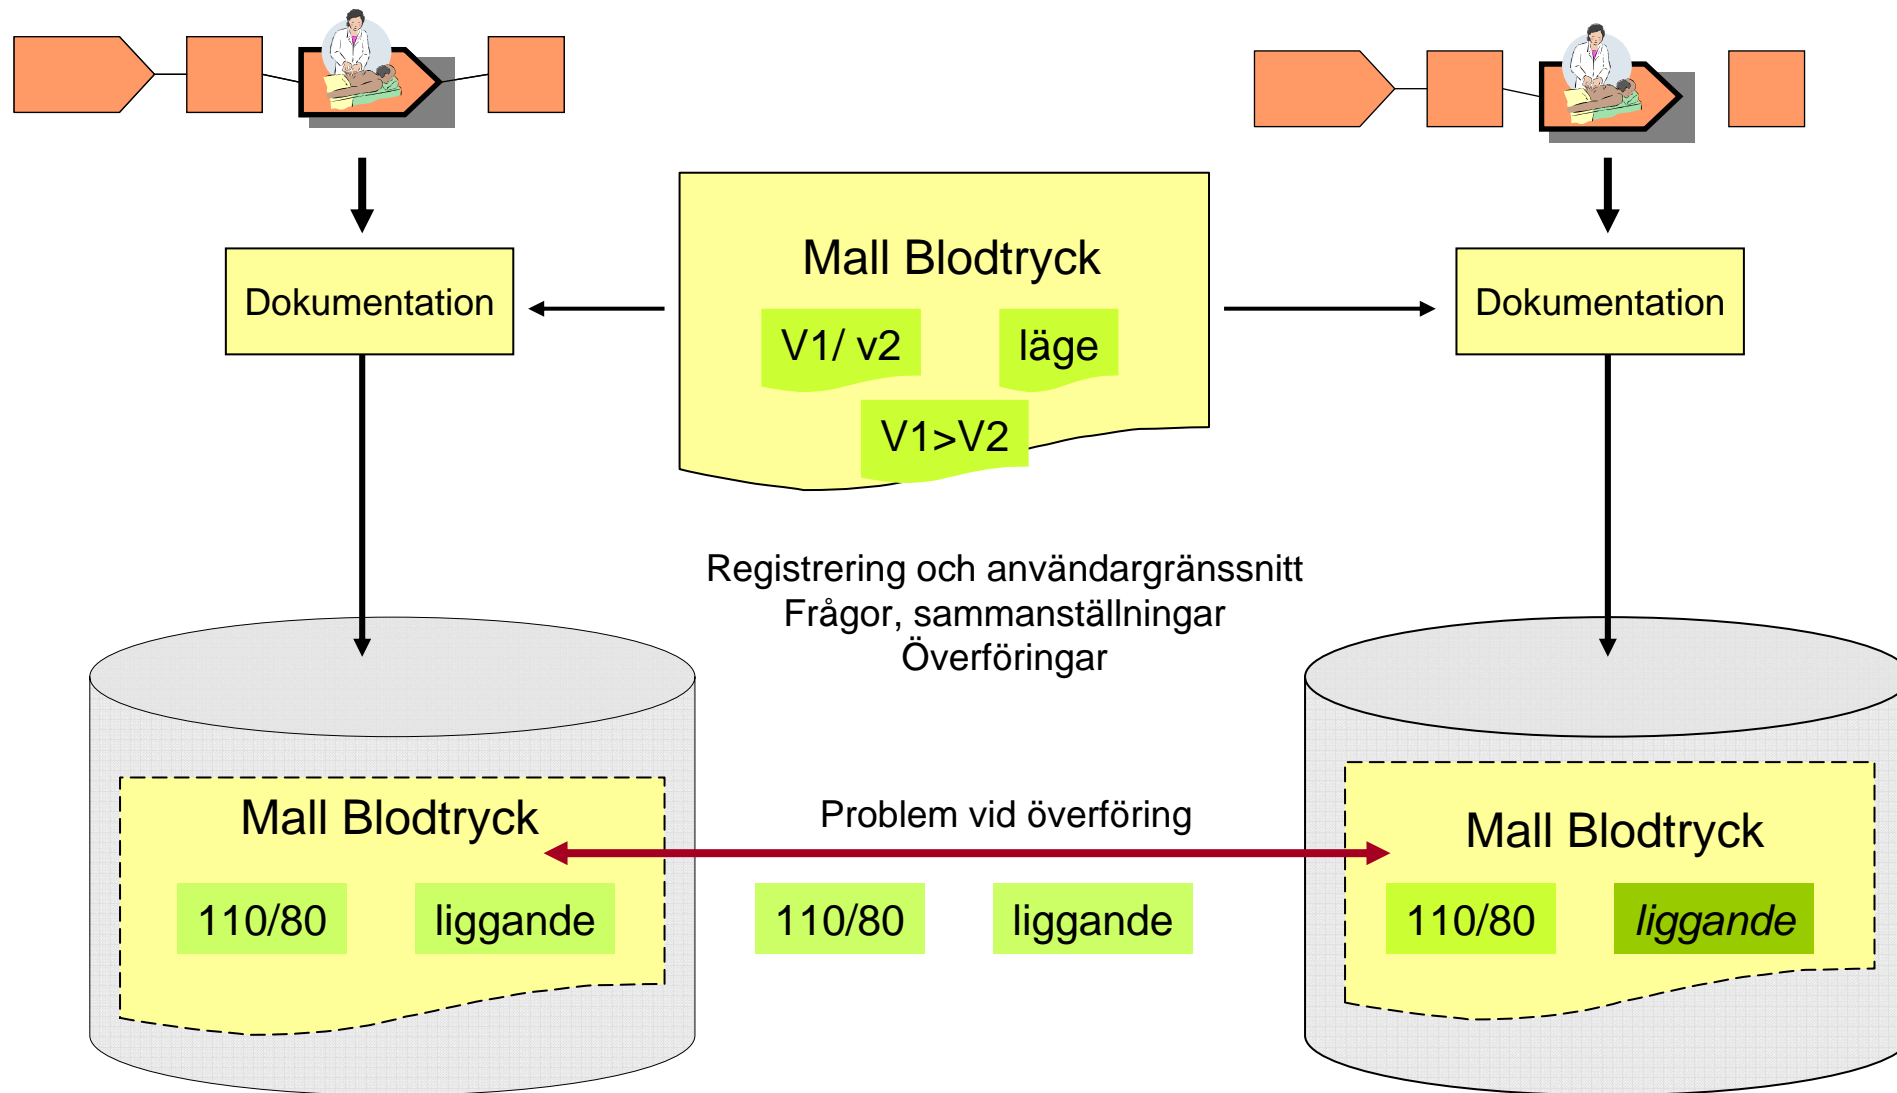 Mall Blodtryck
Dokumentation
V1/ v2
läge
V1>V2
Dokumentation
Registrering och användargränssnitt
Frågor, sammanställningar
Överföringar
Mall Blodtryck
110/80
liggande
Problem vid överföring
110/80
liggande
Mall Blodtryck
110/80
liggande